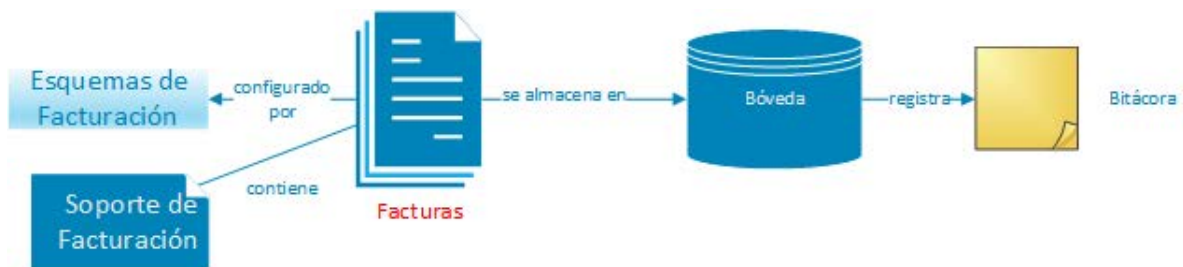 Esquemas de
Facturación
configurado
por
se almacena en
Bóveda
registra
Bitácora
contiene
Soporte de
Facturación
Facturas